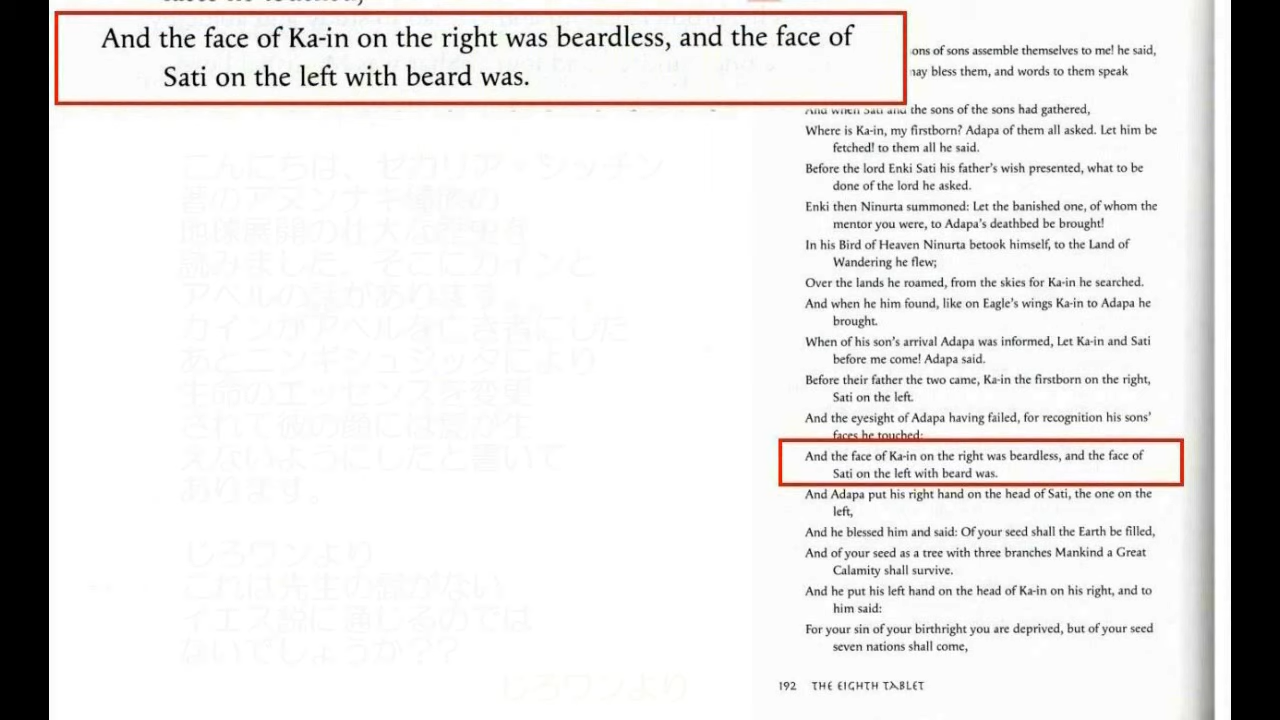 And the face of Ka-in on the right was beardless, and the face of
Sati on the left with beard was.
ons of sons assemble themselves to me! he said,
may bless them, and words to them speak
And when Sati and the sons of the sons had gathered,
Where is Ka-in, my firstborn? Adapa of them all asked. Let him be
fetched! to them all he said.
Before the lord Enki Sati his father's wish presented, what to be
done of the lord he asked.
Enki then Ninurta summoned: Let the banished one, of whom the
mentor you were, to Adapa's deathbed be brought!
In his Bird of Heaven Ninurta betook himself, to the Land of
Wandering he flew;
Over the lands he roamed, from the skies for Ka-in he searched.
And when he him found, like on Eagle's wings Ka-in to Adapa he
brought.
When of his son's arrival Adapa was informed, Let Ka-in and Sati
before me come! Adapa said.
Before their father the two came, Ka-in the firstborn on the right,
Sati on the left.
And the eyesight of Adapa having failed, for recognition his sons'
faces he touched;
And the face of Ka-in on the right was beardless, and the face of
Sati on the left with beard was.
And Adapa put his right hand on the head of Sati, the one on the
left,
And he blessed him and said: Of your seed shall the Earth be filled,
And of your seed as a tree with three branches Mankind a Great
Calamity shall survive.
And he put his left hand on the head of Ka-in on his right, and to
him said:
For your sin of your birthright you are deprived, but of your seed
seven nations shall come,
192 THE EIGHTH TABLET
こんにちは、ゼカリア・シッチン
著のアヌンナキ
地球展開の壮大な歴史を
読みました。そこにカインと
アベルの話があります。
カインがアベルを亡き者にした
あと、ンギシュジッダにより
生命のエッセンスを変更
されて彼の顔には髭が生
えないようにしたと書いて
あります。
じろワンより
これは先生の髭がない
イエス説に通じるのでは
ないでしょうか??
じろワンより